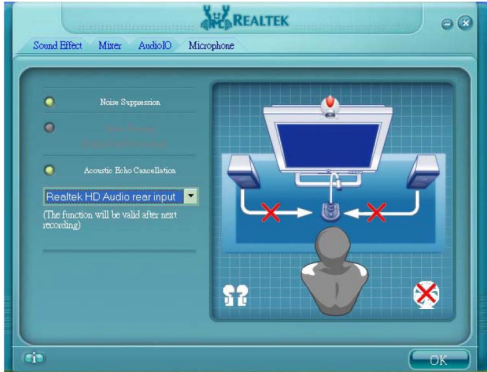 REALTEK
Sound Effect Mixer AudioIO Microphone
Noise Suppression
Acoustic Echo Cancellation
Realtek HD Audio rear input
(The function will be valid after next
recording)
OK